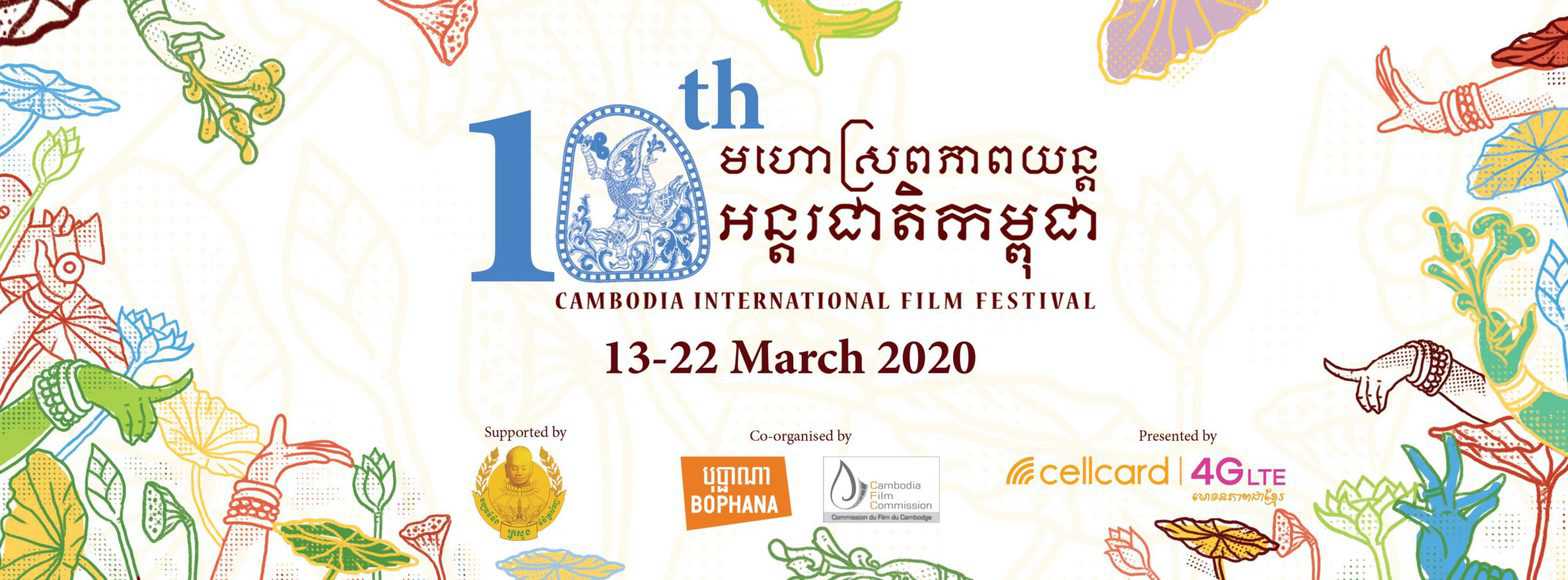 10th
មហោស្រពភាពយន្ត
អន្តរជាតិកម្ពុជា
CAMBODIA INTERNATIONAL FILM FESTIVAL
13-22 March 2020
Supported by
Co-organised by
Presented by
បុប្ផាណា
BOPHANA
Cambodia
Film
Commission
Commission du Film du Cambodge
cellcard | 4G LTE